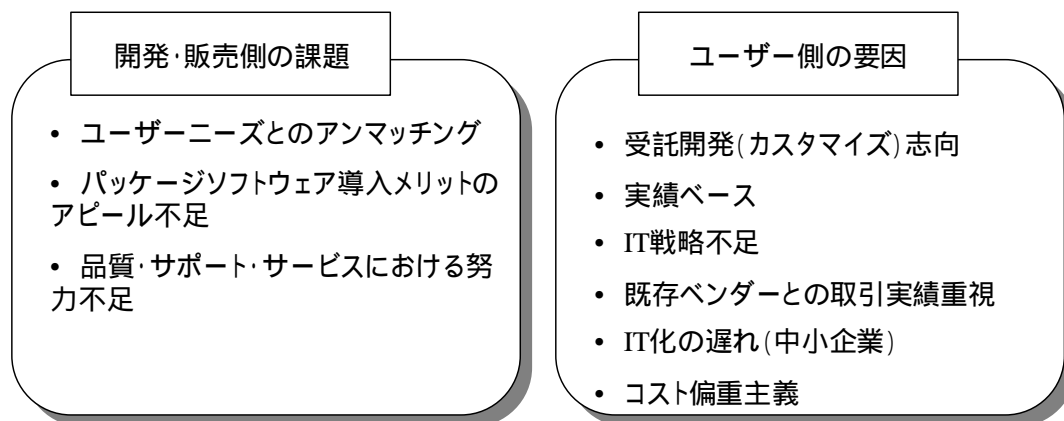 開発·販売側の課題
• ユーザーニーズとのアンマッチング
• パッケージソフトウェア導入メリットの
アピール不足
• 品質·サポート·サービスにおける努
力不足
ユーザー側の要因
• 受託開発(カスタマイズ)志向
• 実績ベース
• IT戦略不足
• 既存ベンダーとの取引実績重視
• IT化の遅れ(中小企業)
• コスト偏重主義